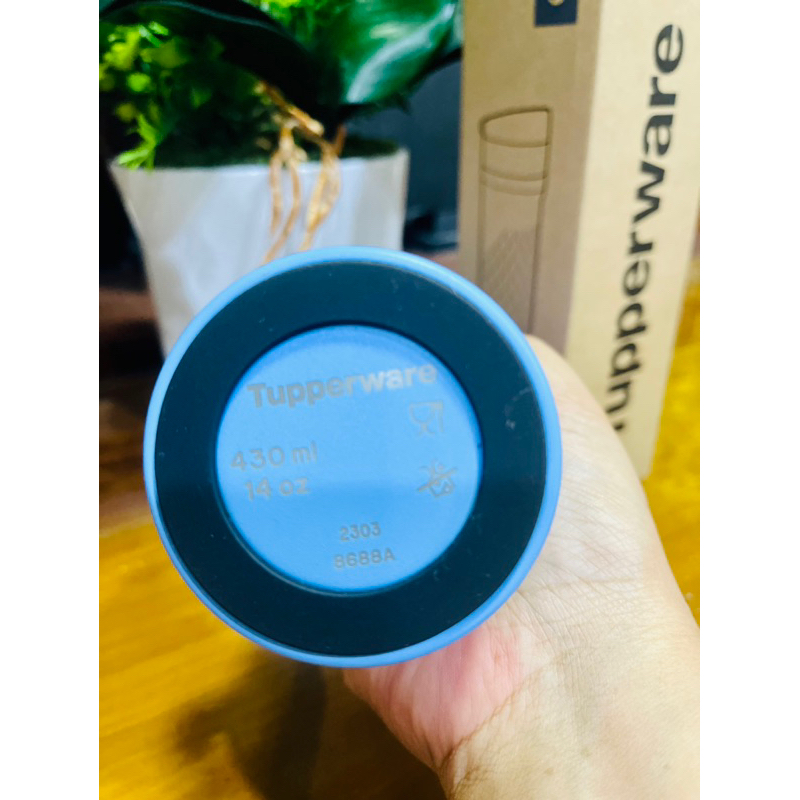 Tupperware
430 ml
14 oz
2303
8688A
Tupperware